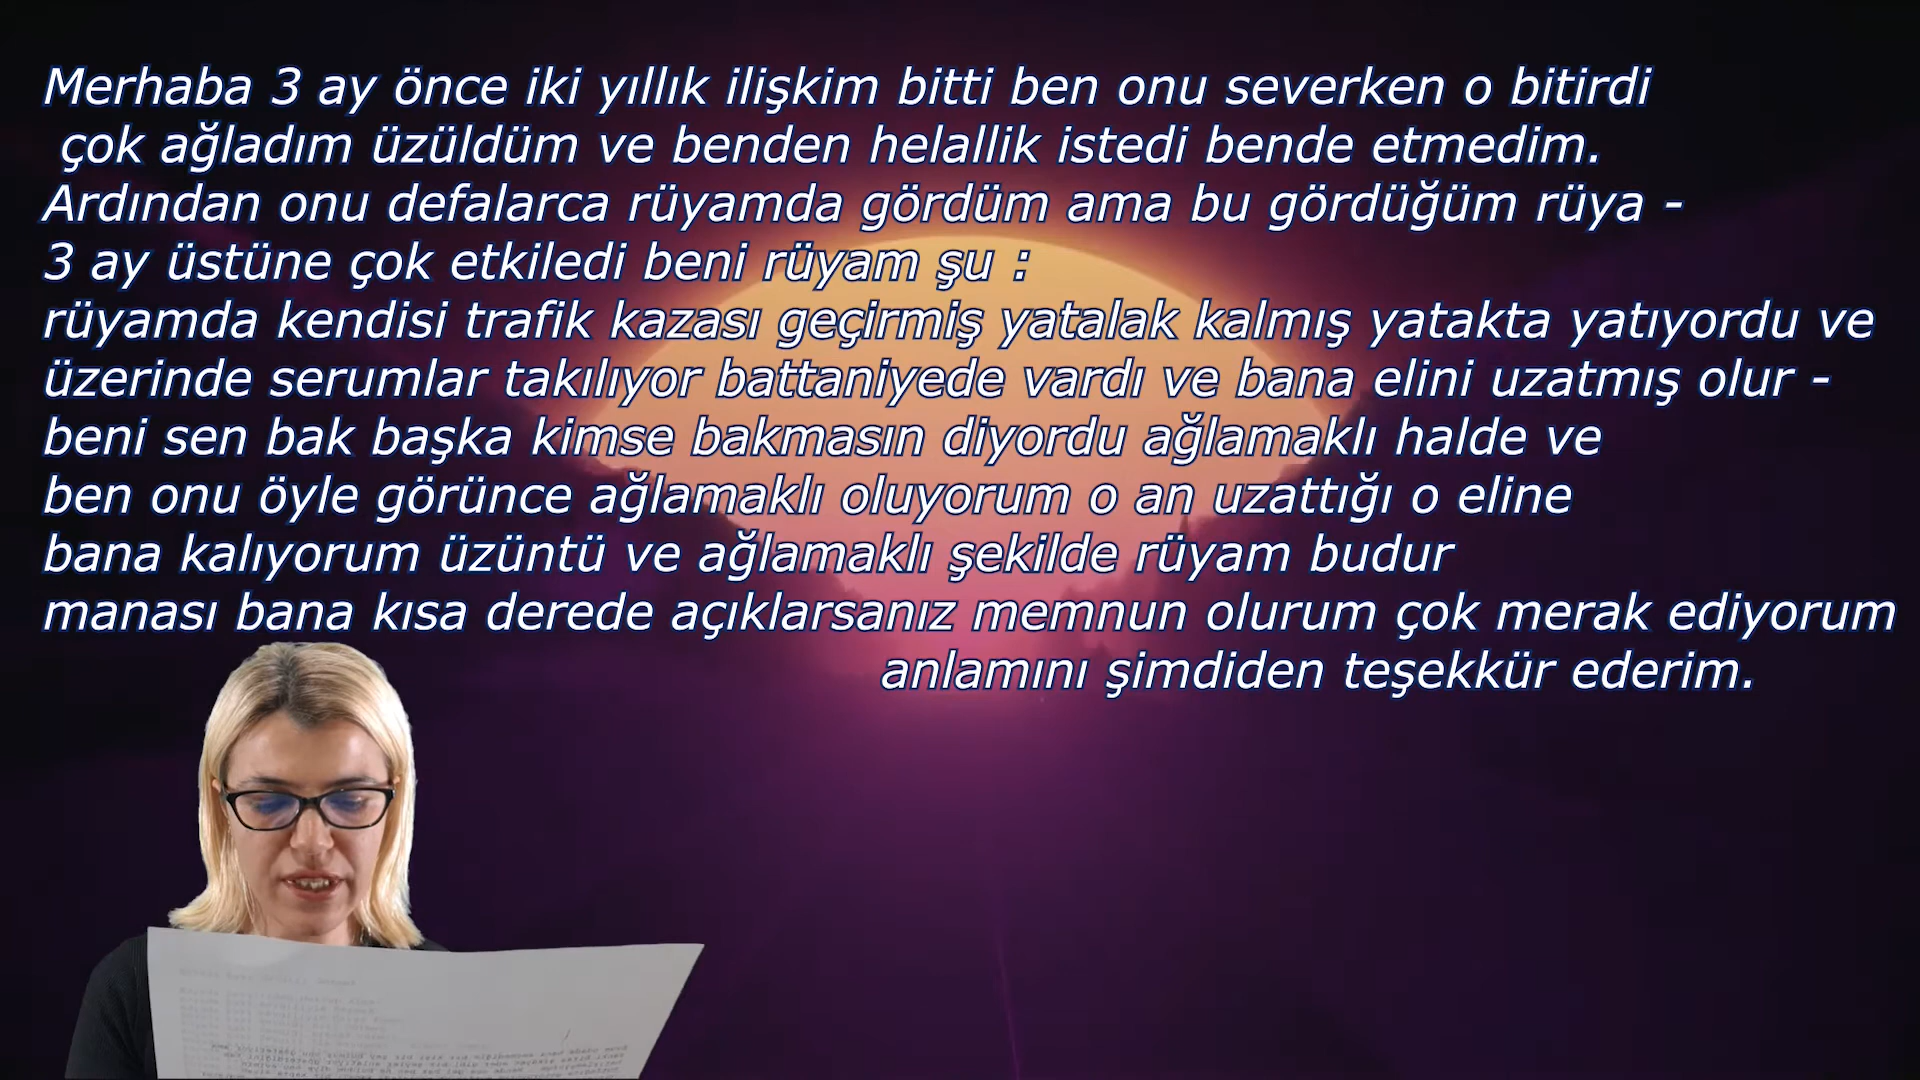 Merhaba 3 ay önce iki yıllık ilişkim bitti ben onu severken o bitirdi
çok ağladım üzüldüm ve benden helallik istedi bende etmedim.
Ardından onu defalarca rüyamda gördüm ama bu gördüğüm rüya -
3 ay üstüne çok etkiledi beni rüyam şu :
rüyamda kendisi trafik kazası geçirmiş yatalak kalmış yatakta yatıyordu ve
üzerinde serumlar takılıyor battaniyede vardı ve bana elini uzatmış olur -
beni sen bak başka kimse bakmasın diyordu ağlamaklı halde ve
ben onu öyle görünce ağlamaklı oluyorum o an uzattığı o eline
bana kalıyorum üzüntü ve ağlamaklı şekilde rüyam budur
manası bana kısa derede açıklarsanız memnun olurum çok merak ediyorum
anlamını şimdiden teşekkür ederim.